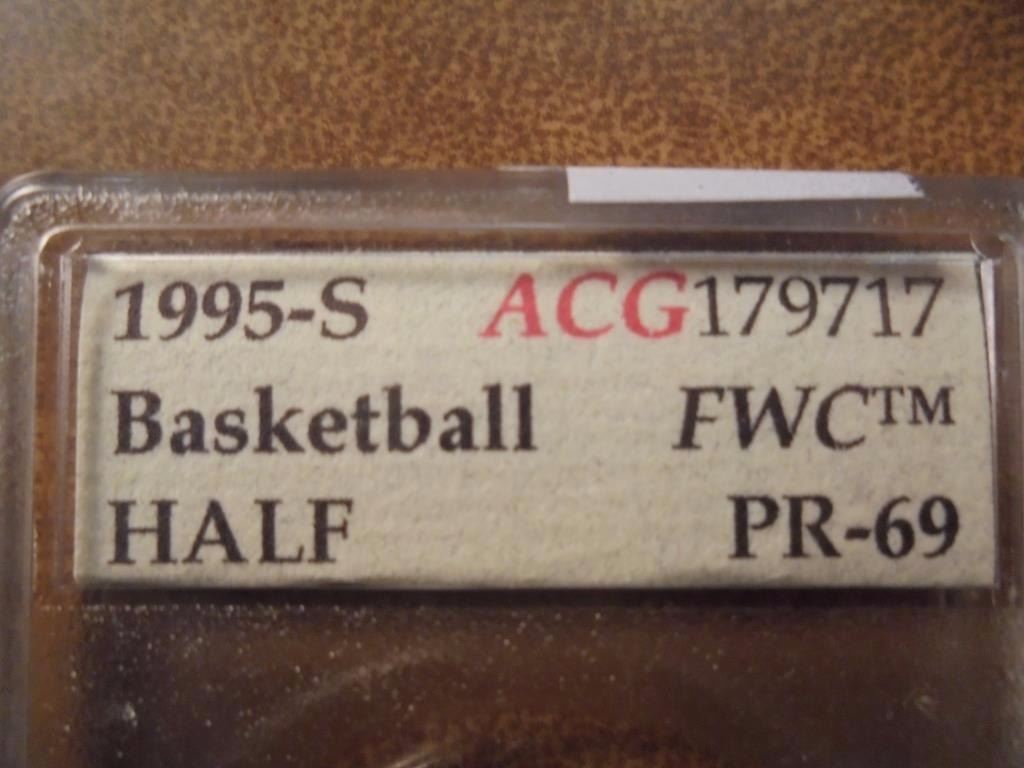 1995-S ACG179717
Basketball FWC™
HALF PR-69